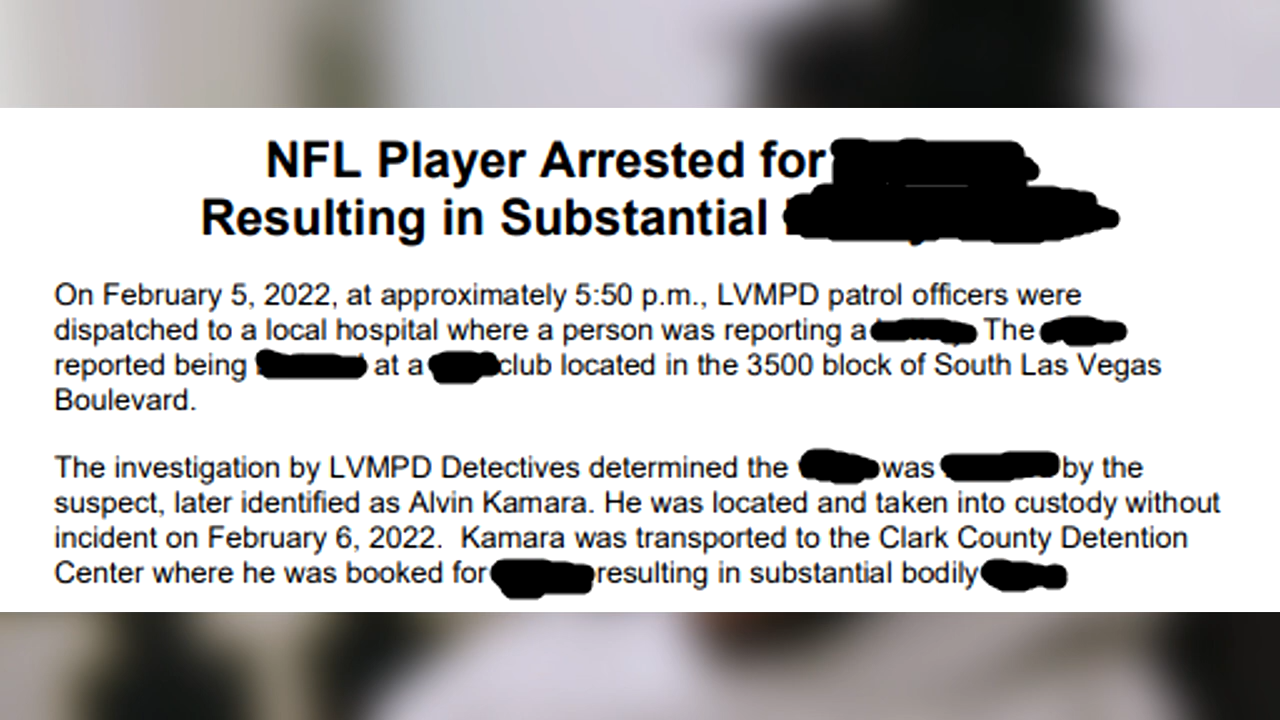 NFL Player Arrested for
Resulting in Substantial
On February 5, 2022, at approximately 5:50 p.m., LVMPD patrol officers were
dispatched to a local hospital where a person was reporting a The
reported being at a club located in the 3500 block of South Las Vegas
Boulevard.
The investigation by LVMPD Detectives determined the was by the
suspect, later identified as Alvin Kamara. He was located and taken into custody without
incident on February 6, 2022. Kamara was transported to the Clark County Detention
Center where he was booked for resulting in substantial bodily